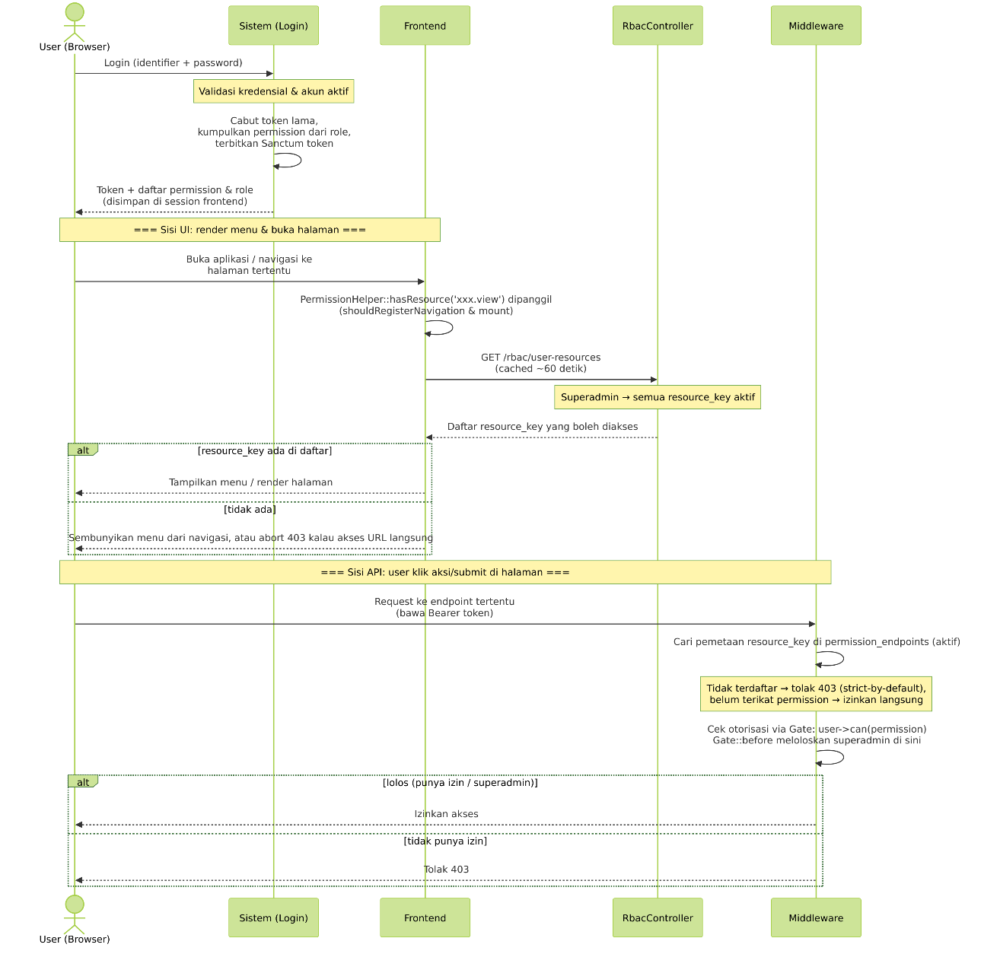 User (Browser)
Sistem (Login)
Frontend
RbacController
Middleware
Login (identifier + password)
Validasi kredensial & akun aktif
Cabut token lama,
kumpulkan permission dari role,
terbitkan Sanctum token
Token + daftar permission & role
(disimpan di session frontend)
=== Sisi UI: render menu & buka halaman ===
Buka aplikasi / navigasi ke
halaman tertentu
PermissionHelper::hasResource('xxx.view') dipanggil
(shouldRegisterNavigation & mount)
GET /rbac/user-resources
(cached ~60 detik)
Superadmin → semua resource_key aktif
Daftar resource_key yang boleh diakses
alt
[resource_key ada di daftar]
Tampilkan menu / render halaman
[tidak ada]
Sembunyikan menu dari navigasi, atau abort 403 kalau akses URL langsung
=== Sisi API: user klik aksi/submit di halaman ===
Request ke endpoint tertentu
(bawa Bearer token)
Cari pemetaan resource_key di permission_endpoints (aktif)
Tidak terdaftar → tolak 403 (strict-by-default),
belum terikat permission → izinkan langsung
Cek otorisasi via Gate: user->can(permission)
Gate::before meloloskan superadmin di sini
alt
[lolos (punya izin / superadmin)]
Izinkan akses
[tidak punya izin]
Tolak 403
User (Browser)
Sistem (Login)
Frontend
RbacController
Middleware